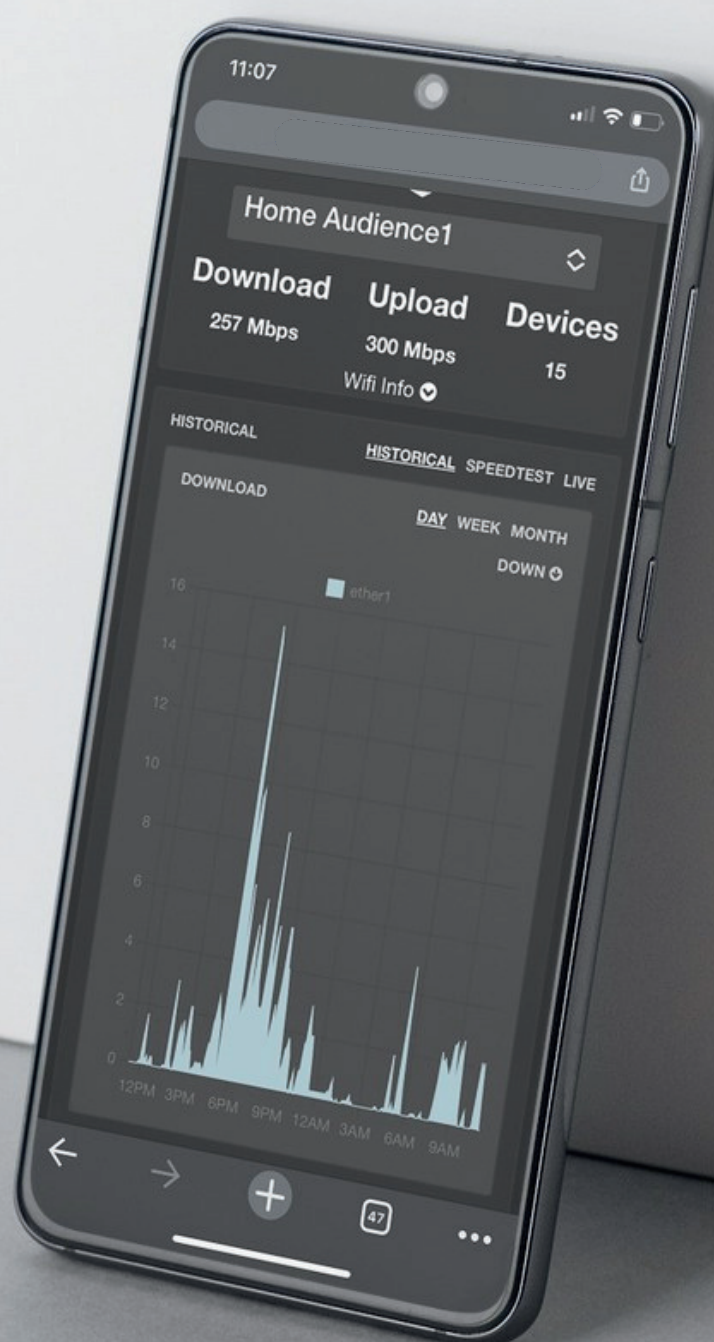 11:07
Home Audience1
Download Upload Devices
257 Mbps 300 Mbps 15
Wifi Info
HISTORICAL
HISTORICAL SPEEDTEST LIVE
DOWNLOAD
DAY WEEK MONTH
DOWN
ether1
16
14
12
10
8
6
4
2
0
12PM 3PM 6PM 9PM 12AM 3AM 6AM 9AM
47